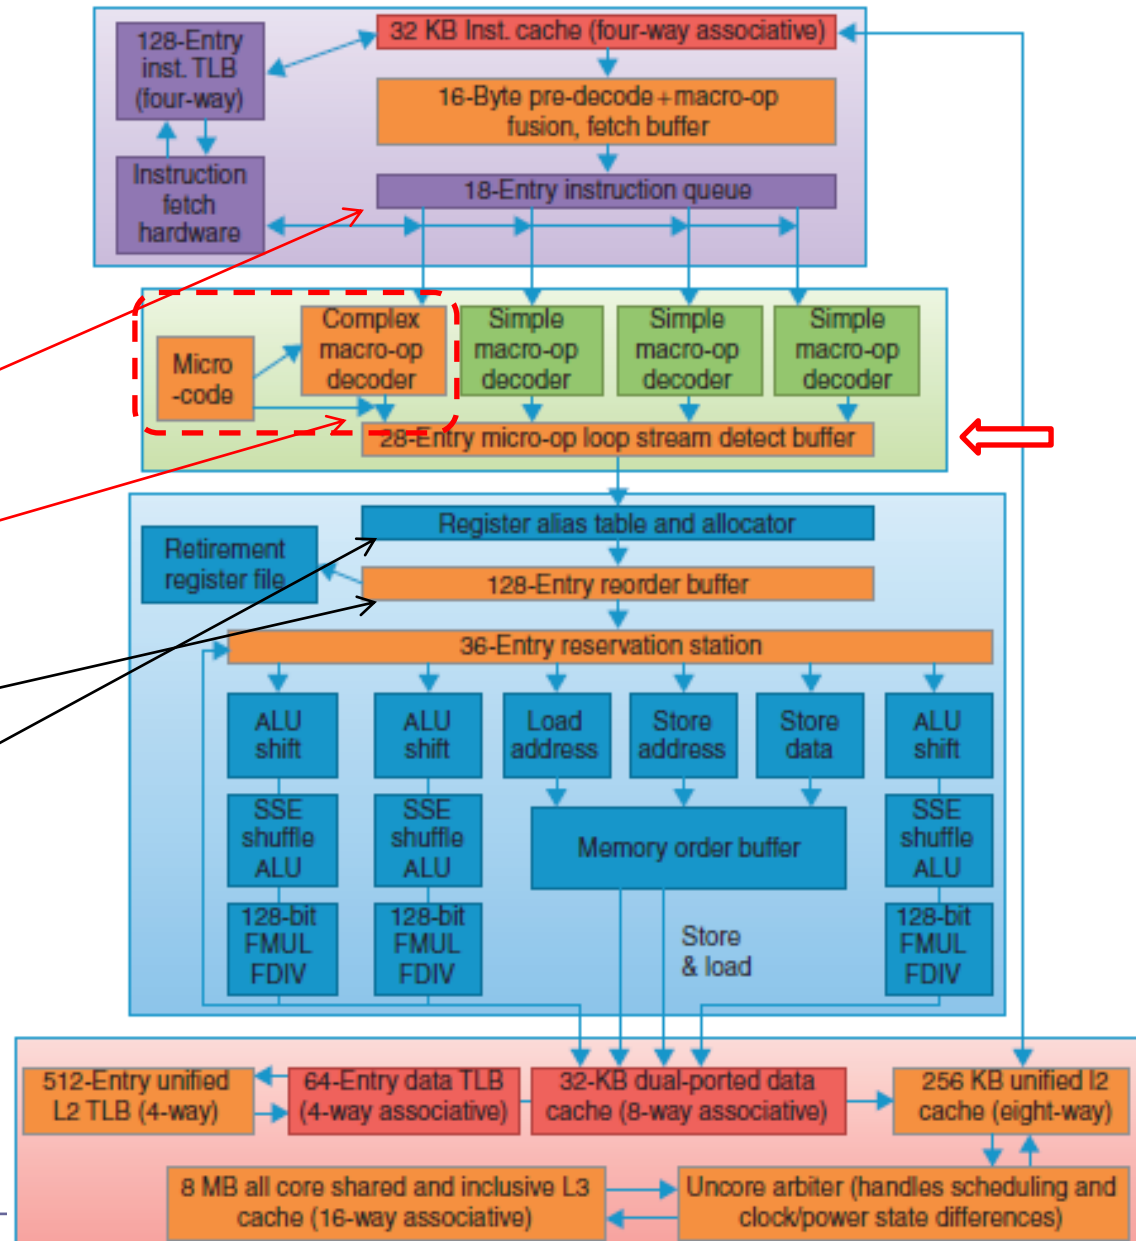 128-Entry
inst. TLB
(four-way)
32 KB Inst. cache (four-way associative)
16-Byte pre-decode+macro-op
fusion, fetch buffer
Instruction
fetch
hardware
18-Entry instruction queue
Micro
-code
Complex
macro-op
decoder
Simple
macro-op
decoder
Simple
macro-op
decoder
Simple
macro-op
decoder
28-Entry micro-op loop stream detect buffer
Register alias table and allocator
Retirement
register file
128-Entry reorder buffer
36-Entry reservation station
ALU
shift
ALU
shift
Load
address
Store
address
Store
data
ALU
shift
SSE
shuffle
ALU
SSE
shuffle
ALU
Memory order buffer
SSE
shuffle
ALU
128-bit
FMUL
FDIV
128-bit
FMUL
FDIV
Store
& load
128-bit
FMUL
FDIV
512-Entry unified
L2 TLB (4-way)
64-Entry data TLB
(4-way associative)
32-KB dual-ported data
cache (8-way associative)
256 KB unified l2
cache (eight-way)
8 MB all core shared and inclusive L3
cache (16-way associative)
Uncore arbiter (handles scheduling and
clock/power state differences)